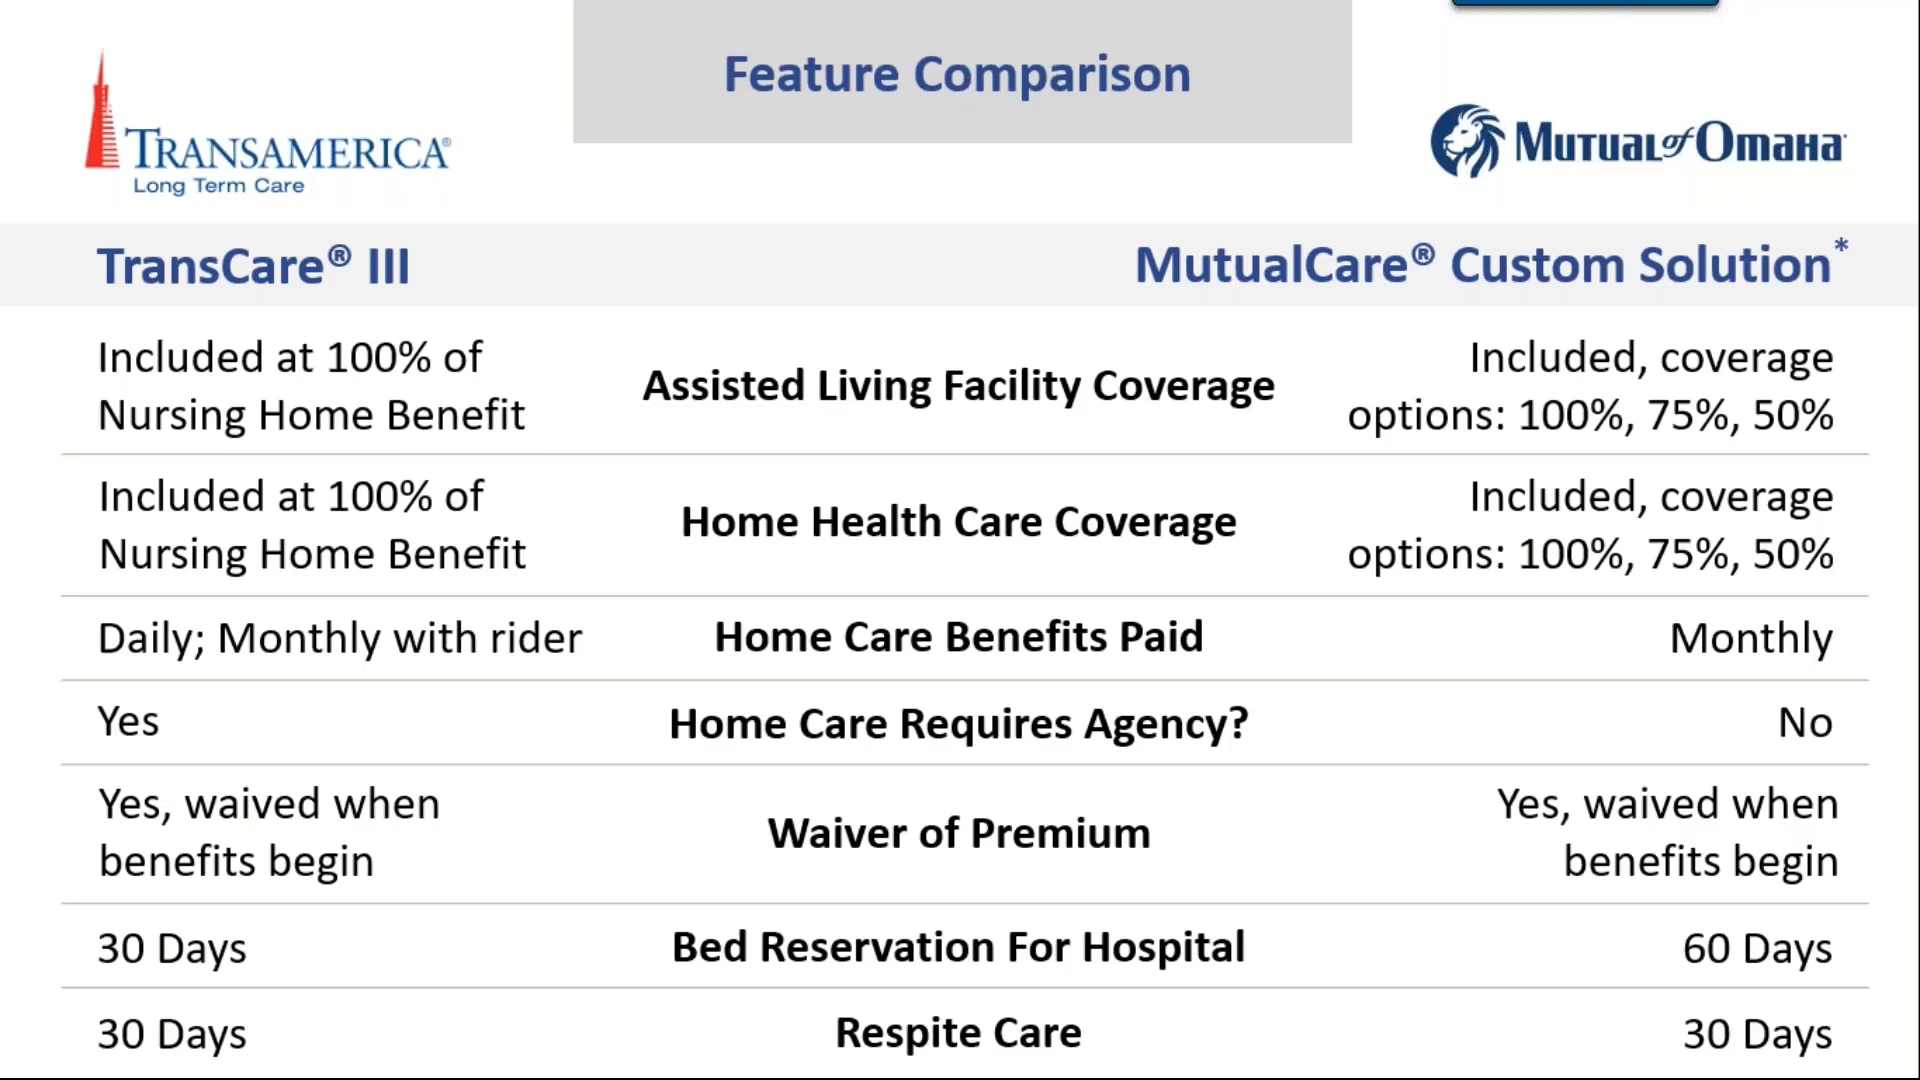 Feature Comparison
TRANSAMERICA®
Long Term Care
Mutual of Omaha
TransCare® III
MutualCare® Custom Solution*
Included at 100% of
Nursing Home Benefit
Assisted Living Facility Coverage
Included, coverage
options: 100%, 75%, 50%
Included at 100% of
Nursing Home Benefit
Home Health Care Coverage
Included, coverage
options: 100%, 75%, 50%
Daily; Monthly with rider
Home Care Benefits Paid
Monthly
Yes
Home Care Requires Agency?
No
Yes, waived when
benefits begin
Waiver of Premium
Yes, waived when
benefits begin
30 Days
Bed Reservation For Hospital
60 Days
30 Days
Respite Care
30 Days